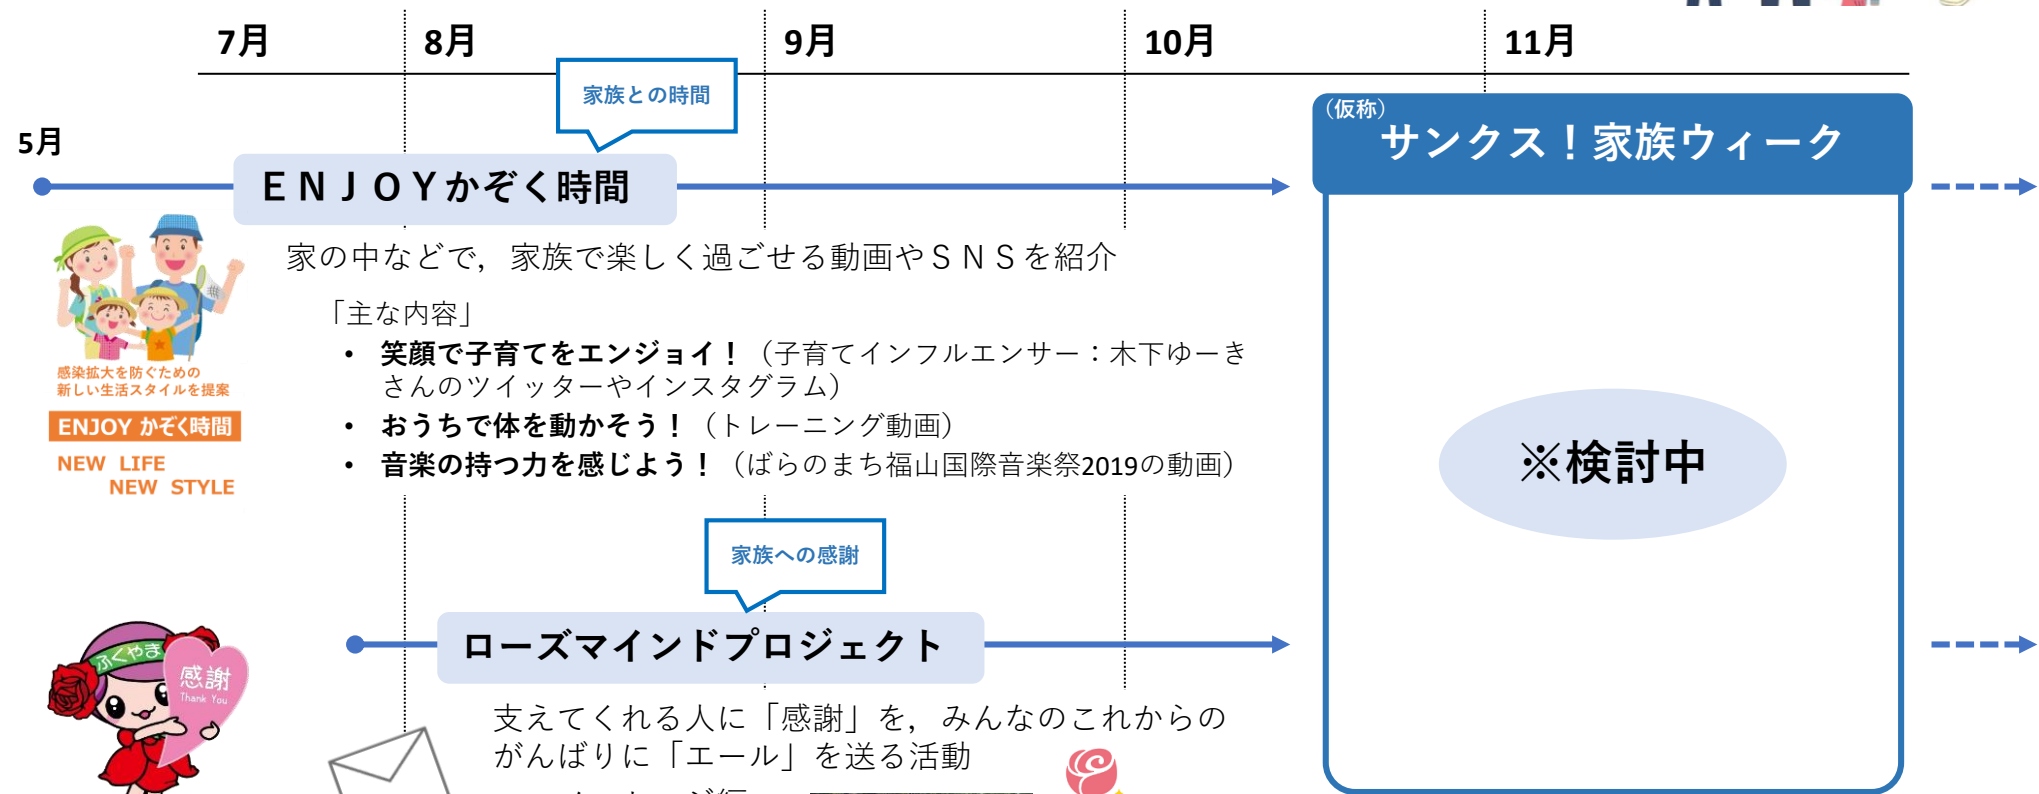 7月
8月
9月
10月
11月
家族との時間
5月
ＥＮＪＯＹかぞく時間
（仮称）
サンクス！家族ウィーク
家の中などで，家族で楽しく過ごせる動画やＳＮＳを紹介
「主な内容」
• 笑顔で子育てをエンジョイ！（子育てインフルエンサー：木下ゆーき
さんのツイッターやインスタグラム）
• おうちで体を動かそう！（トレーニング動画）
• 音楽の持つ力を感じよう！（ばらのまち福山国際音楽祭2019の動画）
感染拡大を防ぐための
新しい生活スタイルを提案
ENJOY かぞく時間
NEW LIFE
NEW STYLE
※検討中
家族への感謝
ローズマインドプロジェクト
ふくやま
感謝
Thank You
支えてくれる人に「感謝」を，みんなのこれからの
がんばりに「エール」を送る活動